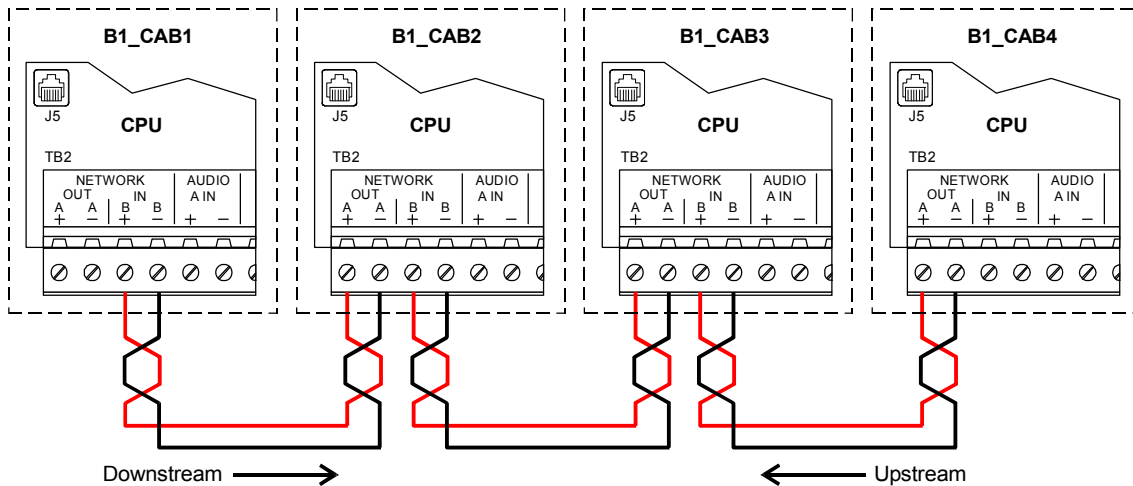 B1_CAB1 B1_CAB2 B1_CAB3 B1_CAB4
J5 J5 J5 J5
CPU CPU CPU CPU
TB2 TB2 TB2 TB2
NETWORK AUDIO NETWORK AUDIO NETWORK AUDIO NETWORK AUDIO
OUT IN A IN OUT IN A IN OUT IN A IN OUT IN A IN
A A B B A A B B A A B B A A B B
+ − + − + − + − + − + − + − + − + − + − + − + −
Downstream Upstream